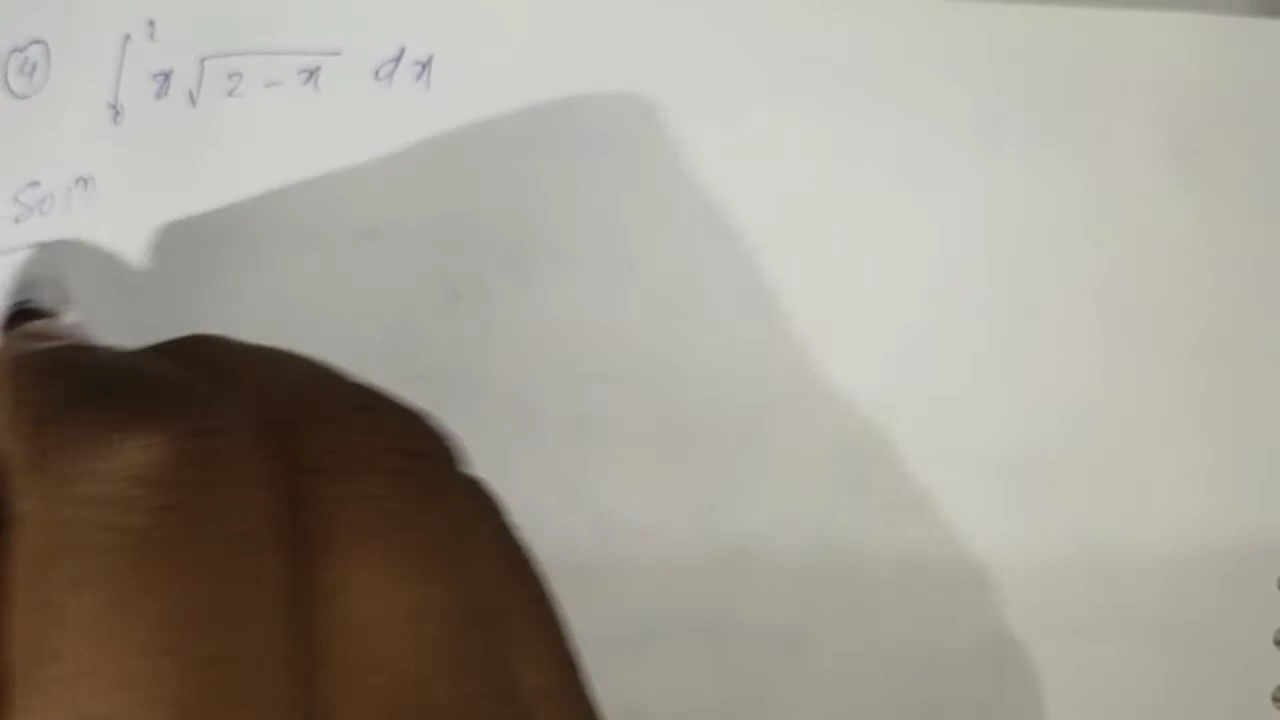 ④ ∫₀² x√(2-x) dx
Solⁿ